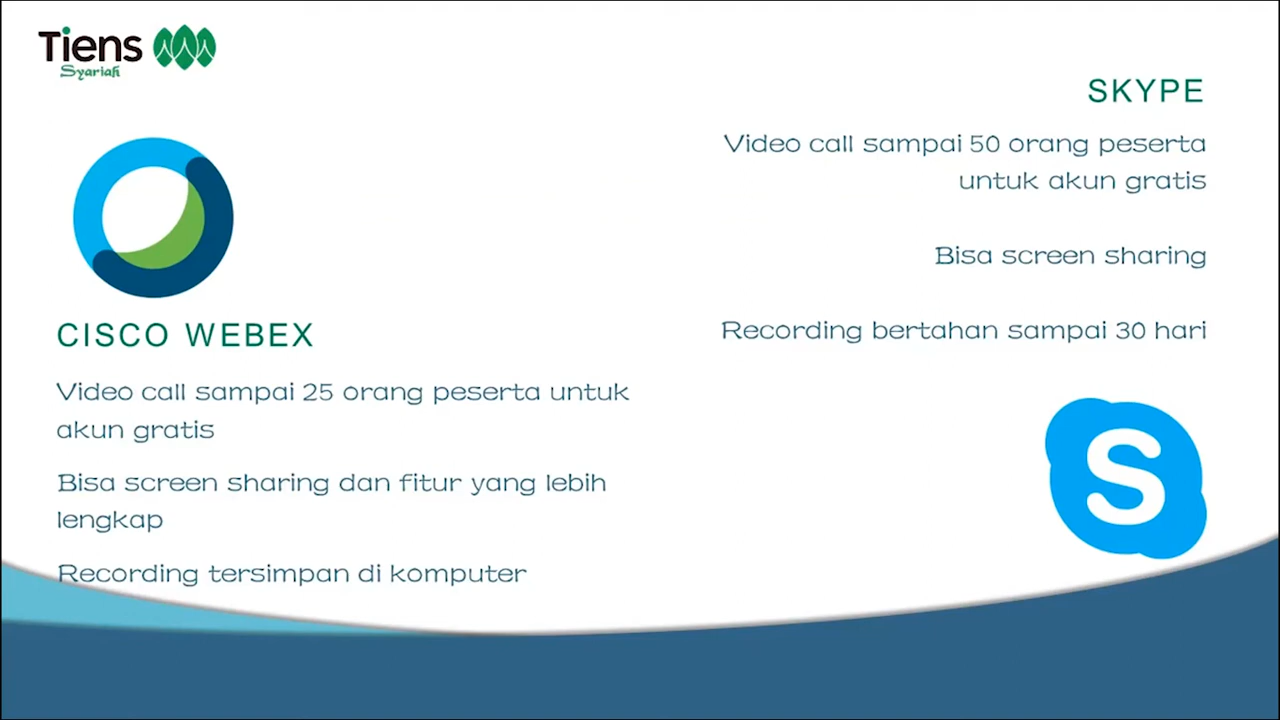 Tiens
Syariah
CISCO WEBEX
Video call sampai 25 orang peserta untuk
akun gratis
Bisa screen sharing dan fitur yang lebih
lengkap
Recording tersimpan di komputer
SKYPE
Video call sampai 50 orang peserta
untuk akun gratis
Bisa screen sharing
Recording bertahan sampai 30 hari
S